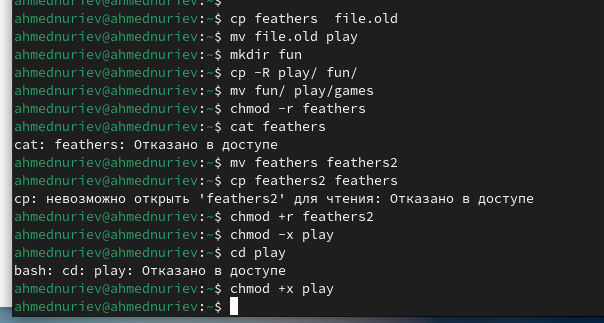 ahmednuriev@ahmednuriev:~$
ahmednuriev@ahmednuriev:~$ cp feathers  file.old
ahmednuriev@ahmednuriev:~$ mv file.old play
ahmednuriev@ahmednuriev:~$ mkdir fun
ahmednuriev@ahmednuriev:~$ cp -R play/ fun/
ahmednuriev@ahmednuriev:~$ mv fun/ play/games
ahmednuriev@ahmednuriev:~$ chmod -r feathers
ahmednuriev@ahmednuriev:~$ cat feathers
cat: feathers: Отказано в доступе
ahmednuriev@ahmednuriev:~$ mv feathers feathers2
ahmednuriev@ahmednuriev:~$ cp feathers2 feathers
cp: невозможно открыть 'feathers2' для чтения: Отказано в доступе
ahmednuriev@ahmednuriev:~$ chmod +r feathers2
ahmednuriev@ahmednuriev:~$ chmod -x play
ahmednuriev@ahmednuriev:~$ cd play
bash: cd: play: Отказано в доступе
ahmednuriev@ahmednuriev:~$ chmod +x play
ahmednuriev@ahmednuriev:~$